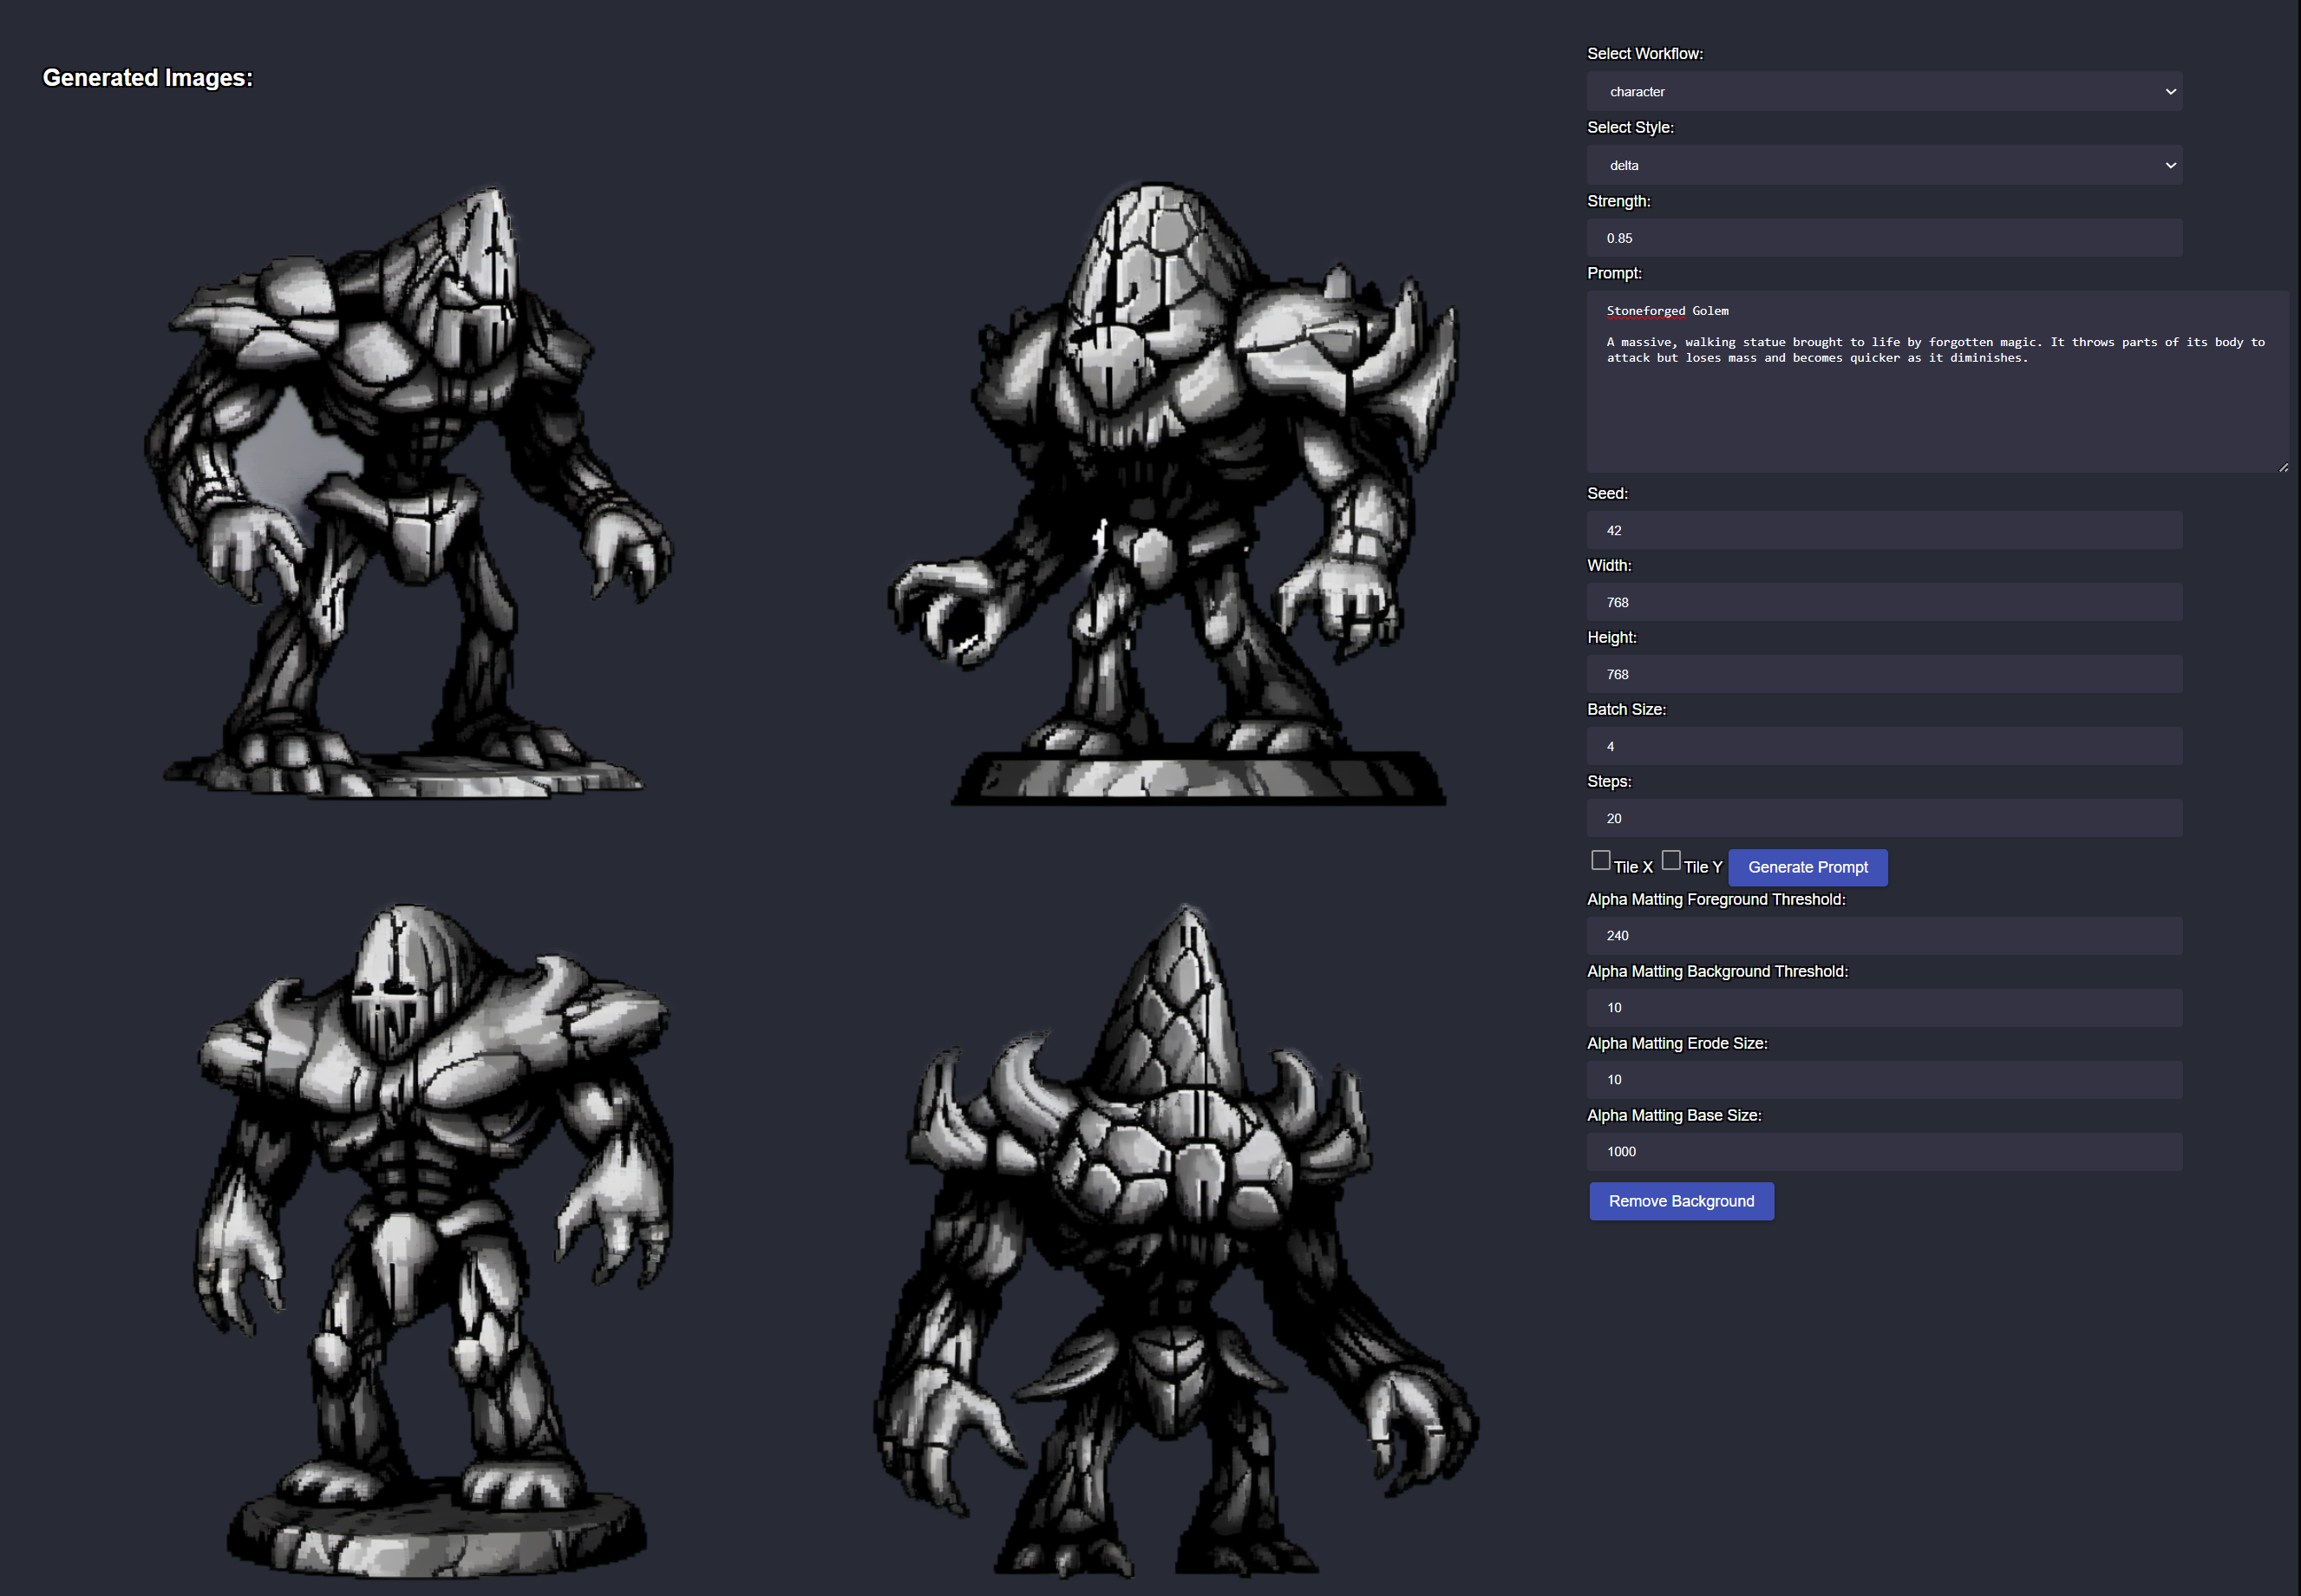 Generated Images:
Select Workflow:
character
Select Style:
delta
Strength:
0.85
Prompt:
Stoneforged Golem
A massive, walking statue brought to life by forgotten magic. It throws parts of its body to
attack but loses mass and becomes quicker as it diminishes.
Seed:
42
Width:
768
Height:
768
Batch Size:
4
Steps:
20
Tile X Tile Y Generate Prompt
Alpha Matting Foreground Threshold:
240
Alpha Matting Background Threshold:
10
Alpha Matting Erode Size:
10
Alpha Matting Base Size:
1000
Remove Background